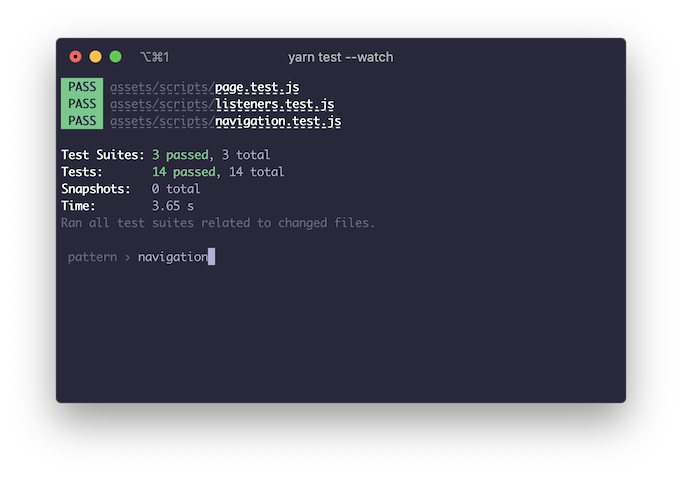 ⌥⌘1 yarn test --watch
PASS assets/scripts/page.test.js
PASS assets/scripts/listeners.test.js
PASS assets/scripts/navigation.test.js
Test Suites: 3 passed, 3 total
Tests: 14 passed, 14 total
Snapshots: 0 total
Time: 3.65 s
Ran all test suites related to changed files.
pattern › navigation